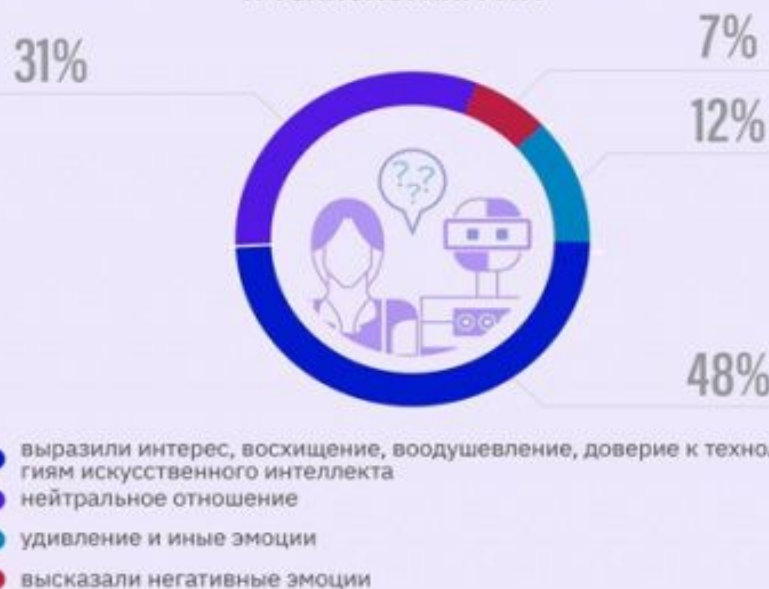 31%
7%
12%
???
48%
выразили интерес, восхищение, воодушевление, доверие к техноло
гиям искусственного интеллекта
нейтральное отношение
удивление и иные эмоции
высказали негативные эмоции